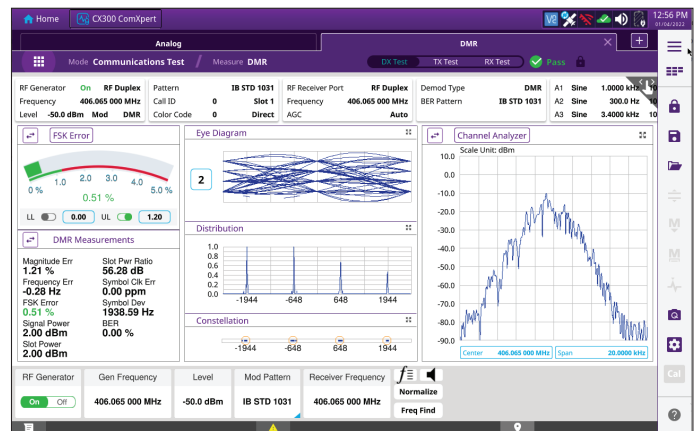 Home CX300 ComXpert 12:56 PM
01/04/2022
Analog DMR
Mode Communications Test / Measure DMR DX Test TX Test RX Test Pass
RF Generator On RF Duplex
Frequency 406.065 000 MHz
Level -50.0 dBm Mod DMR
Pattern IB STD 1031
Call ID 0 Slot 1
Color Code 0 Direct
RF Receiver Port RF Duplex
Frequency 406.065 000 MHz
AGC Auto
Demod Type DMR
BER Pattern IB STD 1031
A1 Sine 1.0000 kHz 10
A2 Sine 300.0 Hz 10
A3 Sine 3.4000 kHz 10
FSK Error
0 % 1.0 2.0 3.0 4.0 5.0 %
0.51 %
LL 0.00 UL 1.20
DMR Measurements
Magnitude Err
1.21 %
Frequency Err
-0.28 Hz
FSK Error
0.51 %
Signal Power
2.00 dBm
Slot Power
2.00 dBm
Slot Pwr Ratio
56.28 dB
Symbol Clk Err
0.00 ppm
Symbol Dev
1938.59 Hz
BER
0.00 %
Eye Diagram
2
Distribution
1.0
0.8
0.6
0.4
0.2
0.0
-1944 -648 648 1944
Constellation
-1944 -648 648 1944
Channel Analyzer
Scale Unit: dBm
10.0
0.0
-10.0
-20.0
-30.0
-40.0
-50.0
-60.0
-70.0
-80.0
-90.0
Center 406.065 000 MHz Span 20.0000 kHz
RF Generator
On Off
Gen Frequency
406.065 000 MHz
Level
-50.0 dBm
Mod Pattern
IB STD 1031
Receiver Frequency
406.065 000 MHz
Normalize
Freq Find
Cal